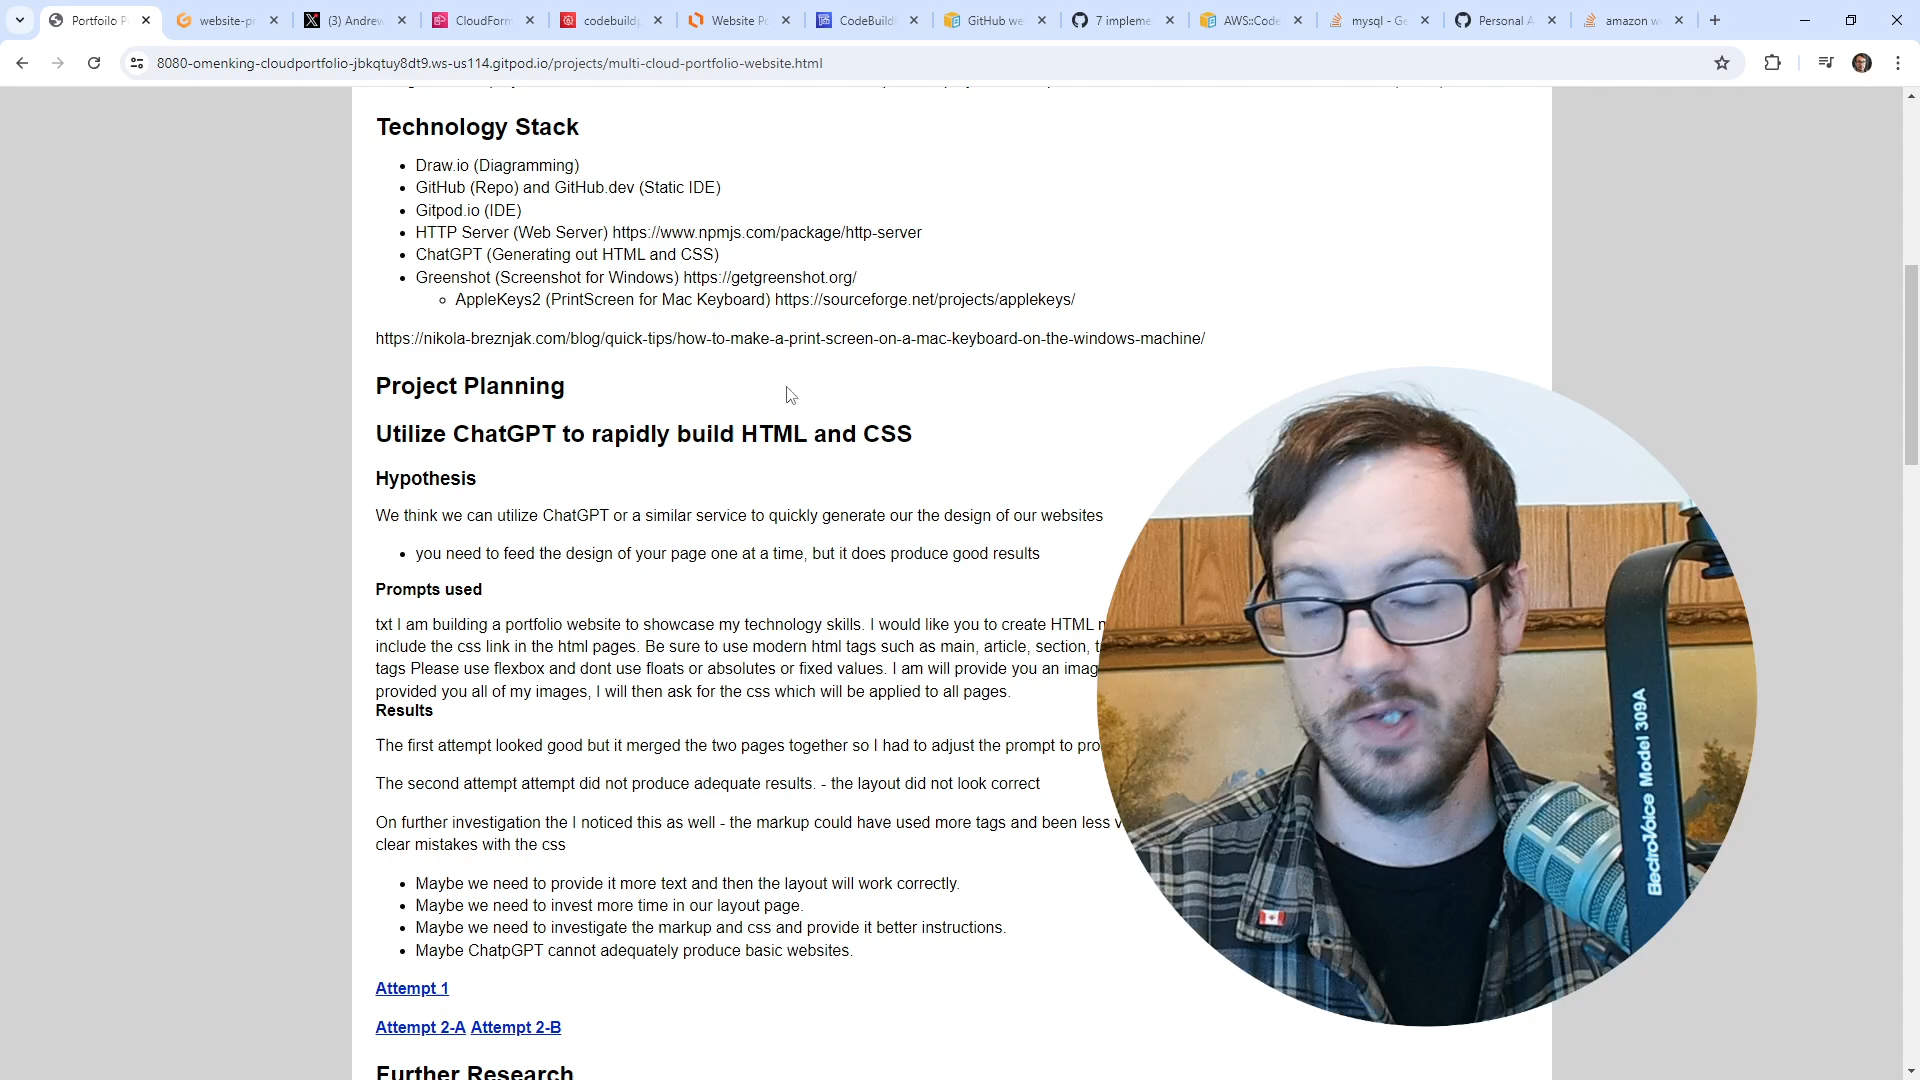 Portfoilo P
website-pr
(3) Andrew
CloudForm
codebuild
Website Po
CodeBuild
GitHub we
7 impleme
AWS::Code
mysql - Ge
Personal A
amazon w
8080-omenking-cloudportfolio-jbkqtuy8dt9.ws-us114.gitpod.io/projects/multi-cloud-portfolio-website.html
Technology Stack
Draw.io (Diagramming)
GitHub (Repo) and GitHub.dev (Static IDE)
Gitpod.io (IDE)
HTTP Server (Web Server) https://www.npmjs.com/package/http-server
ChatGPT (Generating out HTML and CSS)
Greenshot (Screenshot for Windows) https://getgreenshot.org/
AppleKeys2 (PrintScreen for Mac Keyboard) https://sourceforge.net/projects/applekeys/
https://nikola-breznjak.com/blog/quick-tips/how-to-make-a-print-screen-on-a-mac-keyboard-on-the-windows-machine/
Project Planning
Utilize ChatGPT to rapidly build HTML and CSS
Hypothesis
We think we can utilize ChatGPT or a similar service to quickly generate our the design of our websites
you need to feed the design of your page one at a time, but it does produce good results
Prompts used
txt I am building a portfolio website to showcase my technology skills. I would like you to create HTML
include the css link in the html pages. Be sure to use modern html tags such as main, article, section,
tags Please use flexbox and dont use floats or absolutes or fixed values. I am will provide you an imag
provided you all of my images, I will then ask for the css which will be applied to all pages.
Results
The first attempt looked good but it merged the two pages together so I had to adjust the prompt to pro
The second attempt attempt did not produce adequate results. - the layout did not look correct
On further investigation the I noticed this as well - the markup could have used more tags and been less
clear mistakes with the css
Maybe we need to provide it more text and then the layout will work correctly.
Maybe we need to invest more time in our layout page.
Maybe we need to investigate the markup and css and provide it better instructions.
Maybe ChatpGPT cannot adequately produce basic websites.
Attempt 1
Attempt 2-A Attempt 2-B
Further Research
Electro-Voice Model 309A